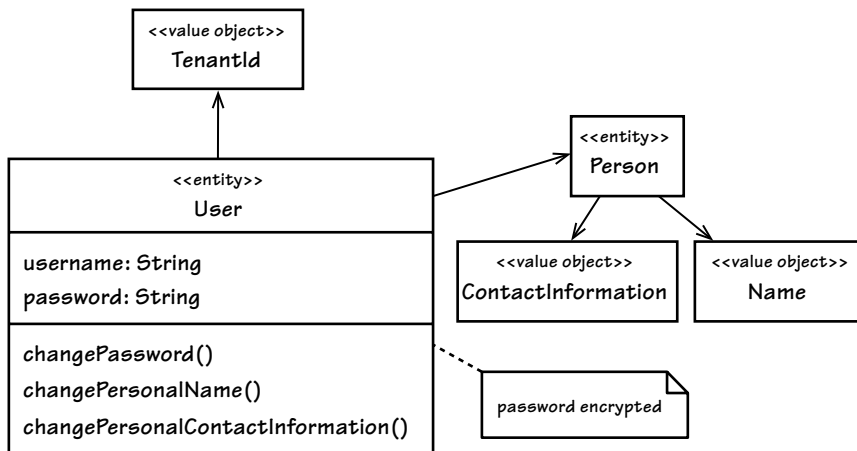 <<value object>>
TenantId
<<entity>>
User
username: String
password: String
changePassword()
changePersonalName()
changePersonalContactInformation()
<<entity>>
Person
<<value object>>
ContactInformation
<<value object>>
Name
password encrypted